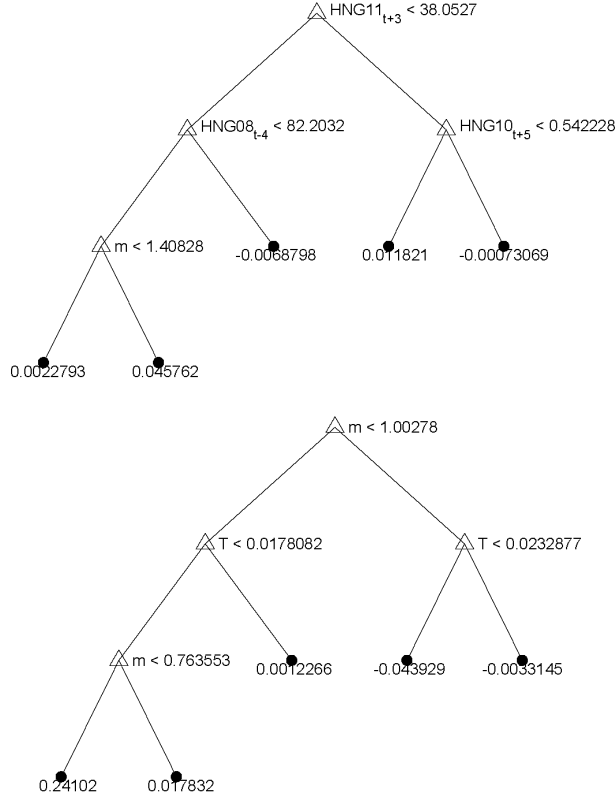 HNG11t+3 < 38.0527
HNG08t-4 < 82.2032
HNG10t+5 < 0.542228
m < 1.40828
-0.0068798
0.011821
-0.00073069
0.0022793
0.045762
m < 1.00278
T < 0.0178082
T < 0.0232877
m < 0.763553
0.0012266
-0.043929
-0.0033145
0.24102
0.017832